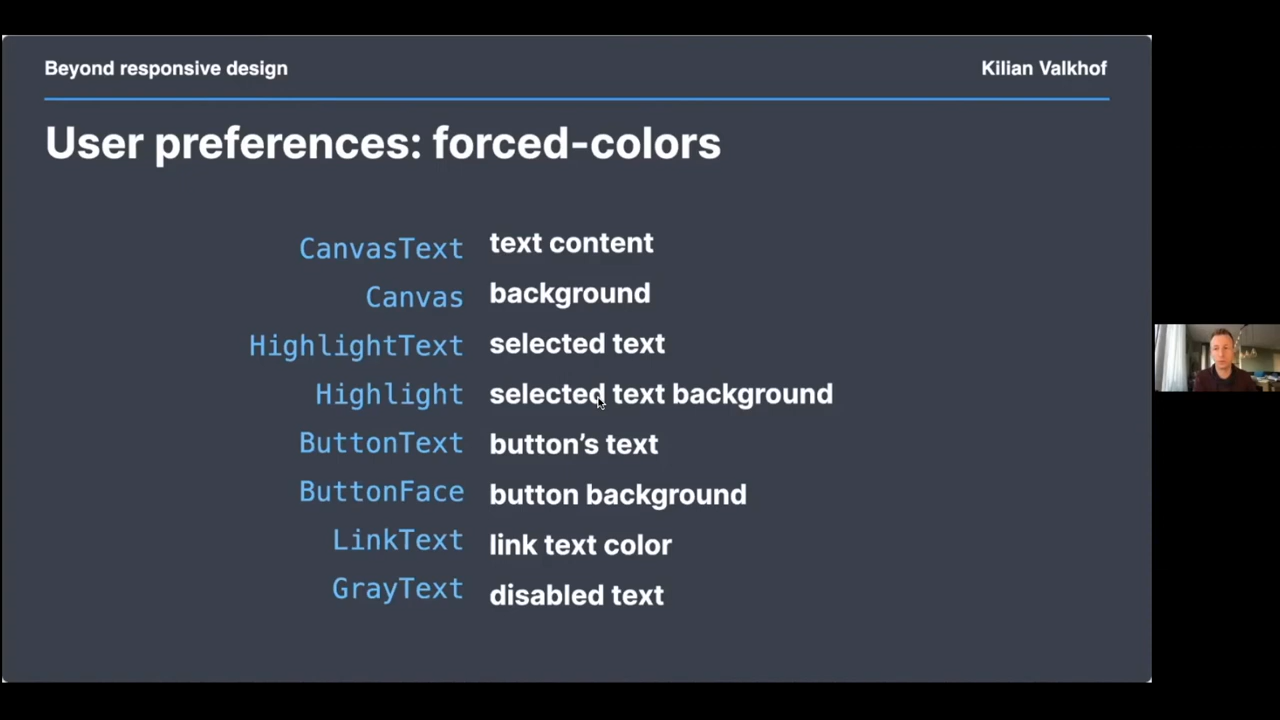 Beyond responsive design
Kilian Valkhof
User preferences: forced-colors
CanvasText text content
Canvas background
HighlightText selected text
Highlight selected text background
ButtonText button’s text
ButtonFace button background
LinkText link text color
GrayText disabled text